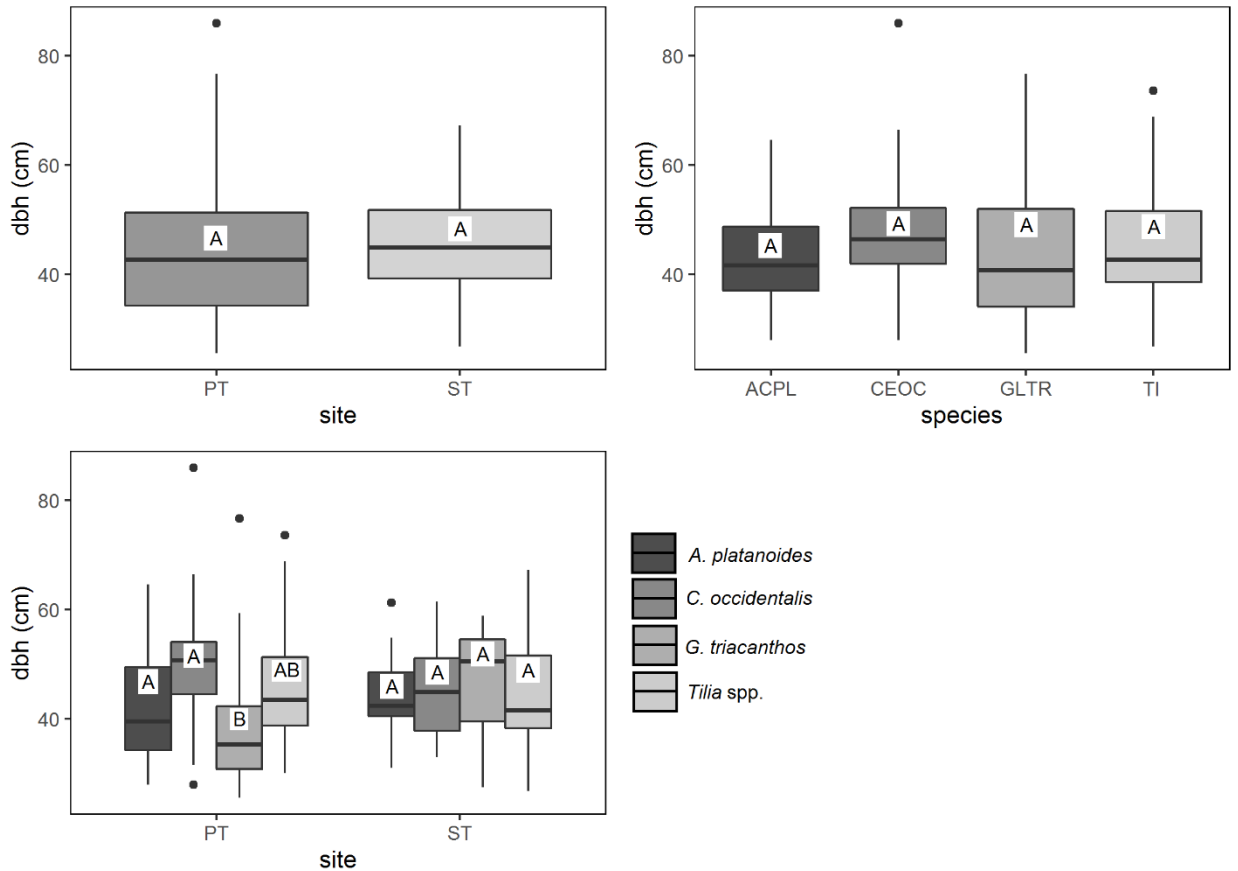 dbh (cm)
80
60
40
A
A
PT
ST
site
dbh (cm)
80
60
40
A
A
A
A
ACPL
CEOC
GLTR
TI
species
dbh (cm)
80
60
40
A
A
B
AB
A
A
A
A
PT
ST
site
A. platanoides
C. occidentalis
G. triacanthos
Tilia spp.